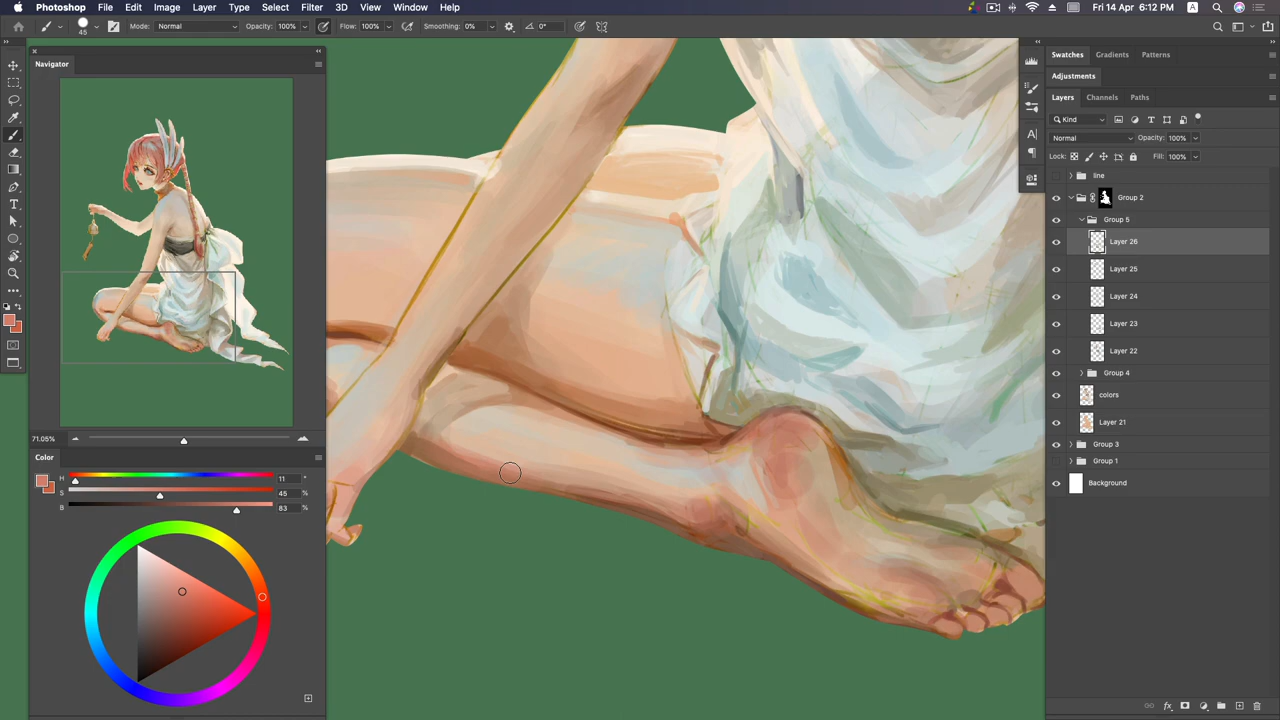 Photoshop File Edit Image Layer Type Select Filter 3D View Window Help Fri 14 Apr 6:12 PM
45 Mode: Normal Opacity: 100% Flow: 100% Smoothing: 0% 0°
Navigator
71.05%
Color
H 11 °
S 45 %
B 83 %
Swatches Gradients Patterns
Adjustments
Layers Channels Paths
Kind
Normal Opacity: 100%
Lock: Fill: 100%
line
Group 2
Group 5
Layer 26
Layer 25
Layer 24
Layer 23
Layer 22
Group 4
colors
Layer 21
Group 3
Group 1
Background